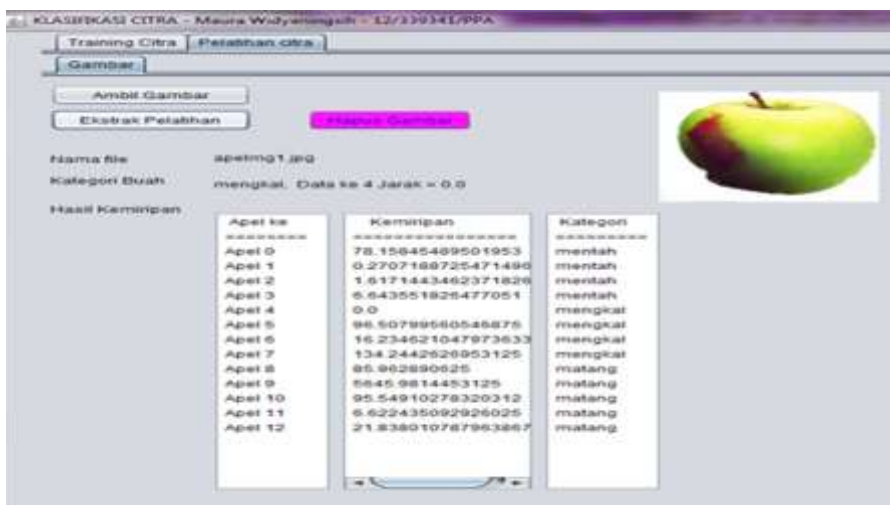 KLASIFIKASI CITRA - Maura Widyaningsih - 12/339341/PPA
Training Citra Pelatihan citra
Gambar
Ambil Gambar
Ekstrak Pelatihan Hapus Gambar
Nama file apelmg1.jpg
Kategori Buah mengkal, Data ke 4 Jarak = 0.0
Hasil Kemiripan
Apel ke Kemiripan Kategori
======== ================= =========
Apel 0 78.15845489501953 mentah
Apel 1 0.2707188725471496 mentah
Apel 2 1.6171443462371826 mentah
Apel 3 6.643551826477051 mentah
Apel 4 0.0 mengkal
Apel 5 96.50799560546875 mengkal
Apel 6 16.234621047973633 mengkal
Apel 7 134.2442626953125 mengkal
Apel 8 85.962890625 matang
Apel 9 5645.9814453125 matang
Apel 10 95.54910278320312 matang
Apel 11 6.622435092926025 matang
Apel 12 21.838010787963867 matang